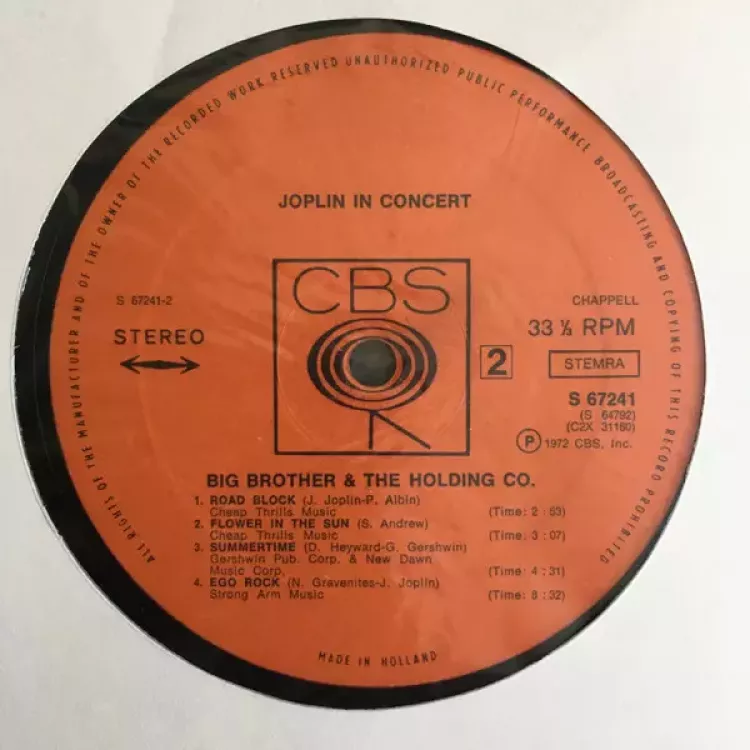 ALL RIGHTS OF THE MANUFACTURER AND OF THE OWNER OF THE RECORDED WORK RESERVED UNAUTHORIZED PUBLIC PERFORMANCE BROADCASTING AND COPYING OF THIS RECORD PROHIBITED
JOPLIN IN CONCERT
CBS
S 67241-2
STEREO
2
CHAPPELL
33 ⅓ RPM
STEMRA
S 67241
(S 64792)
(C2X 31160)
Ⓟ 1972 CBS, Inc.
BIG BROTHER & THE HOLDING CO.
1. ROAD BLOCK (J. Joplin-P. Albin)
Cheap Thrills Music (Time: 2 : 53)
2. FLOWER IN THE SUN (S. Andrew)
Cheap Thrills Music (Time: 3 : 07)
3. SUMMERTIME (D. Heyward-G. Gershwin)
Gershwin Pub. Corp. & New Dawn
Music Corp. (Time: 4 : 31)
4. EGO ROCK (N. Gravenites-J. Joplin)
Strong Arm Music (Time: 8 : 32)
MADE IN HOLLAND